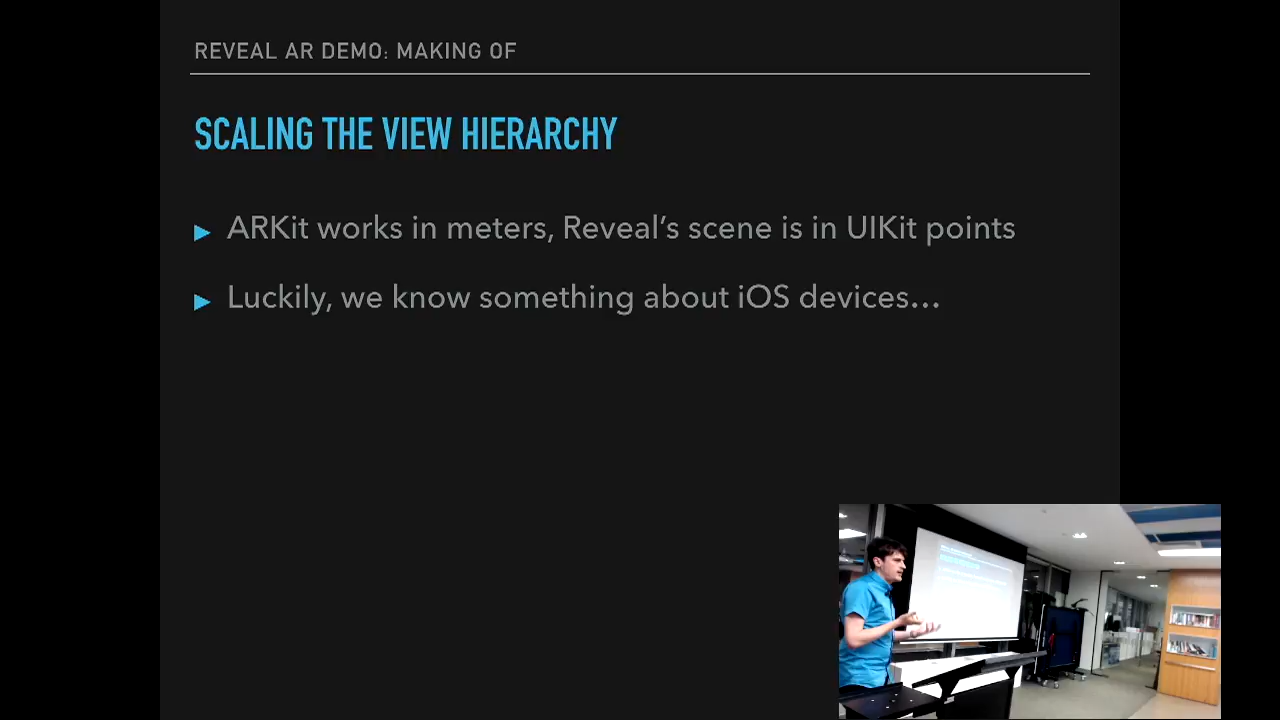 REVEAL AR DEMO: MAKING OF
SCALING THE VIEW HIERARCHY
ARKit works in meters, Reveal’s scene is in UIKit points
Luckily, we know something about iOS devices…